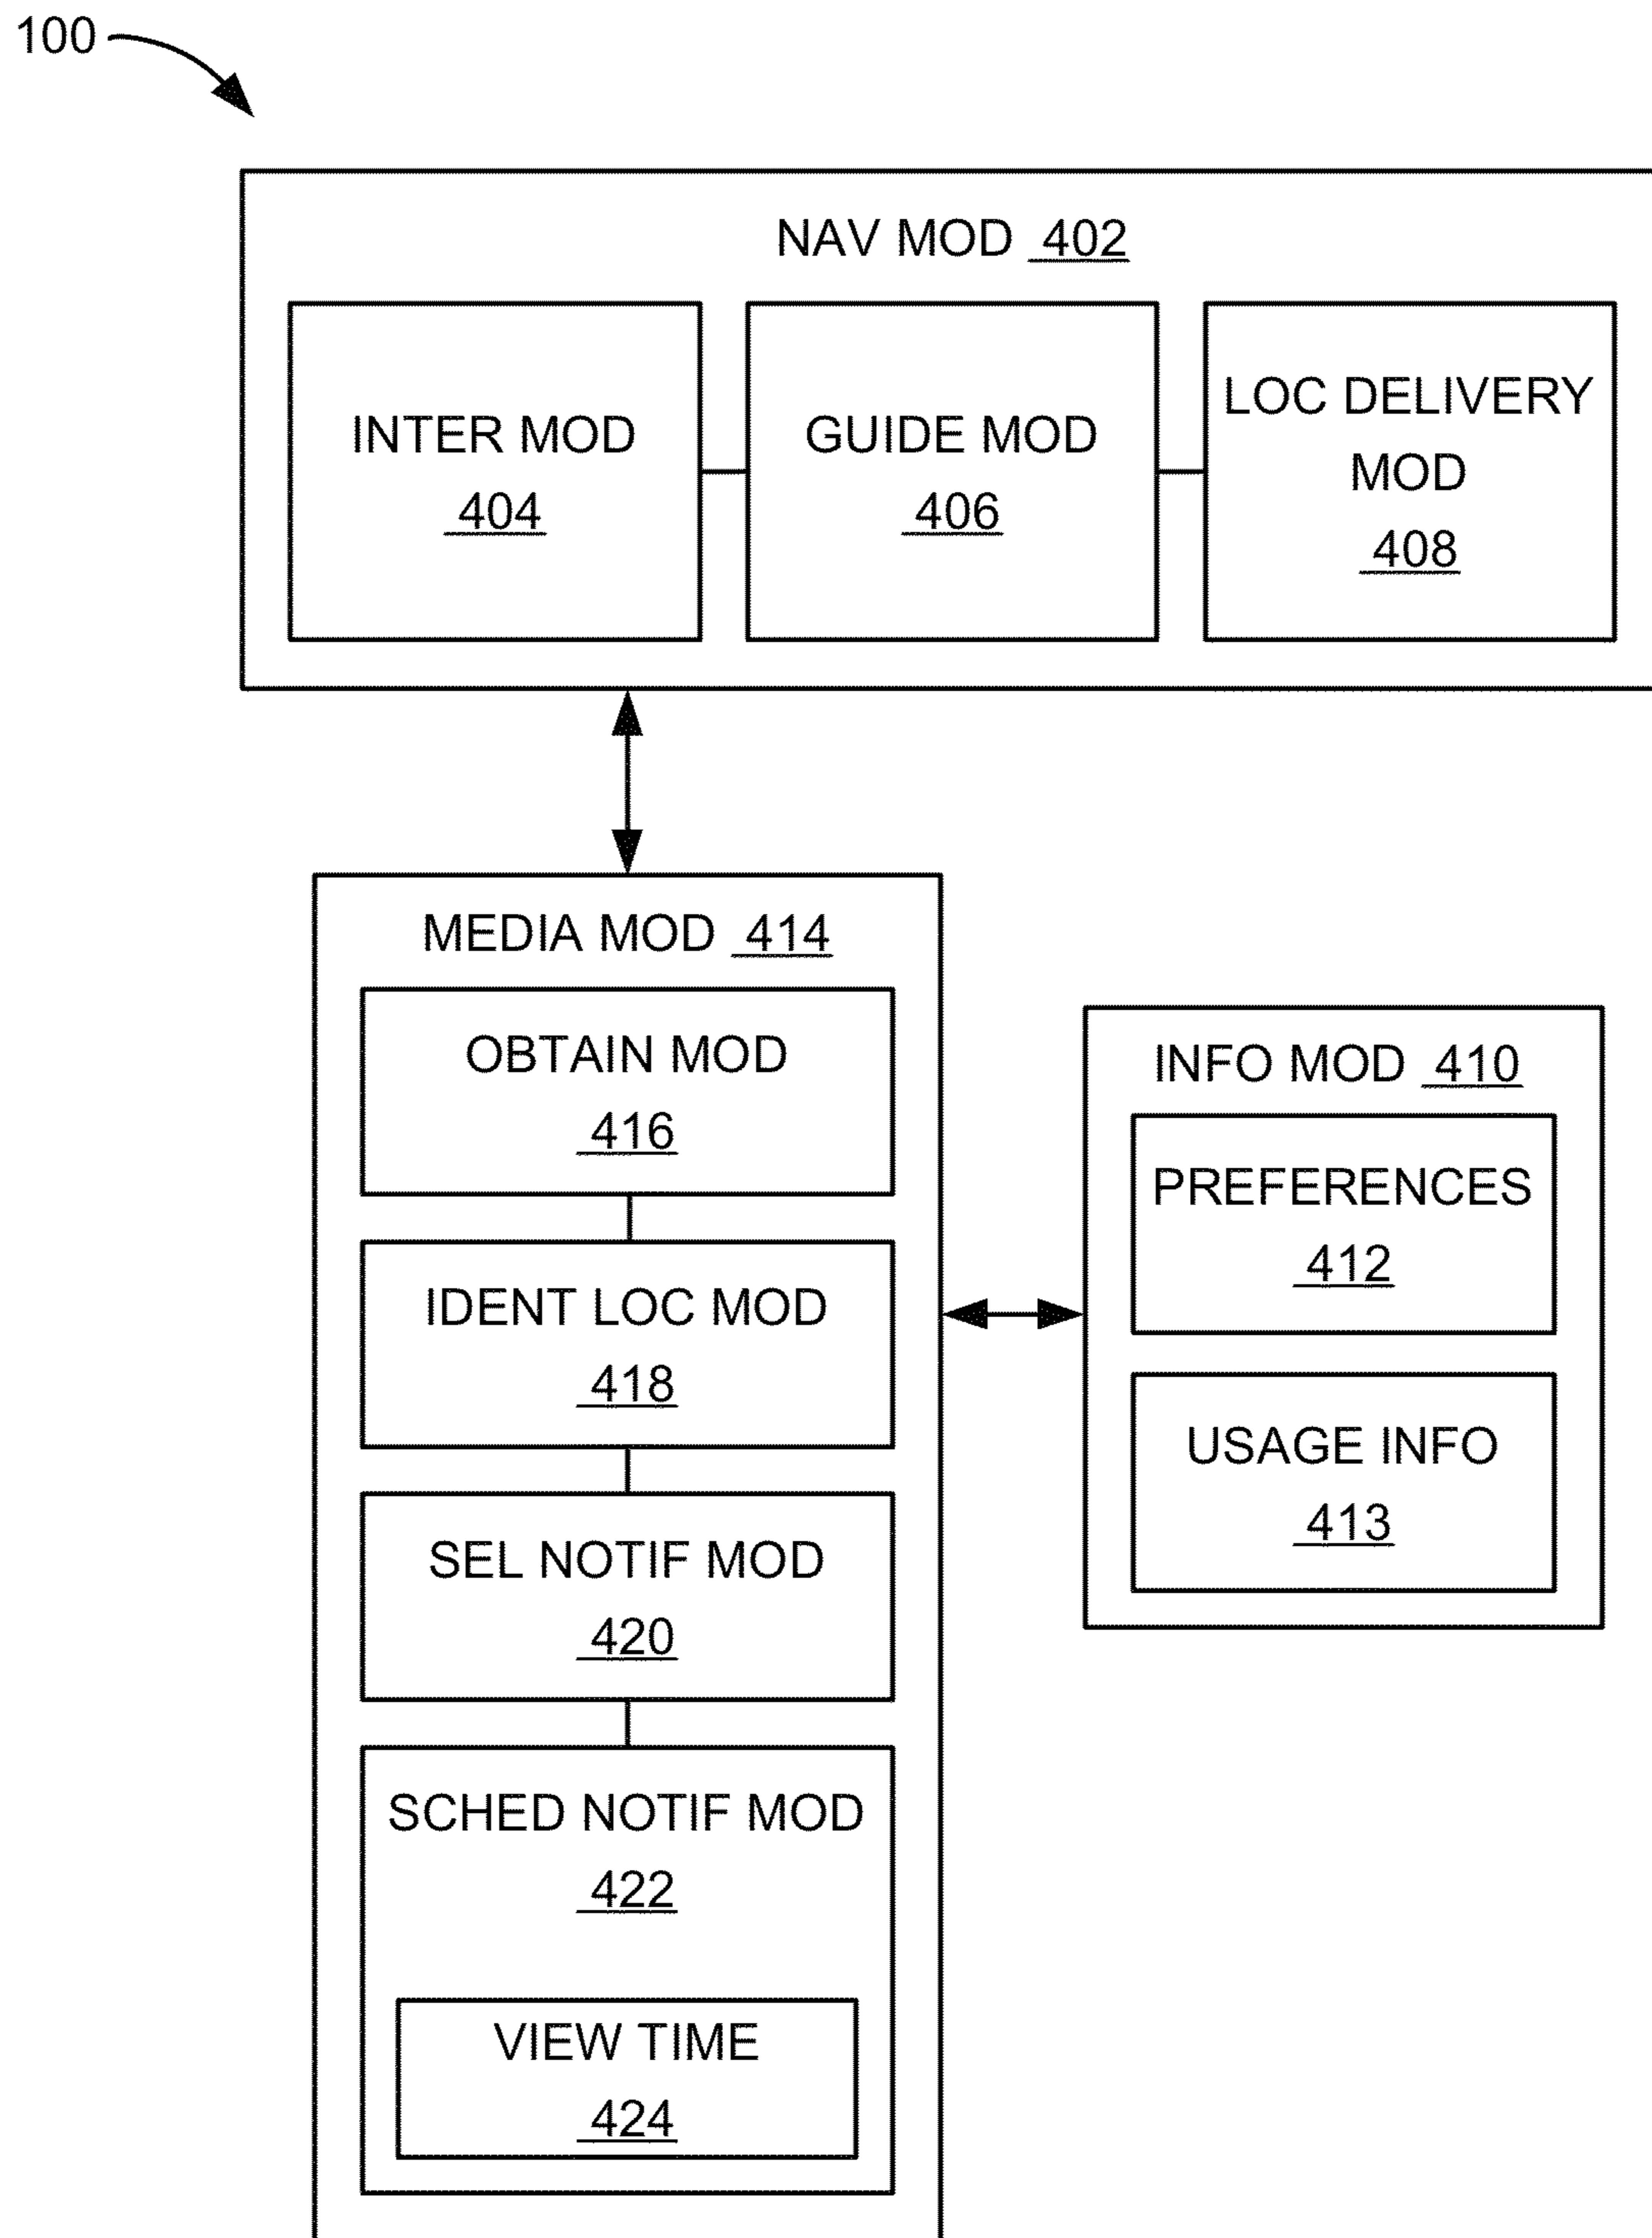 100
NAV MOD 402
INTER MOD
404
GUIDE MOD
406
LOC DELIVERY
MOD
408
MEDIA MOD 414
OBTAIN MOD
416
IDENT LOC MOD
418
SEL NOTIF MOD
420
SCHED NOTIF MOD
422
VIEW TIME
424
INFO MOD 410
PREFERENCES
412
USAGE INFO
413